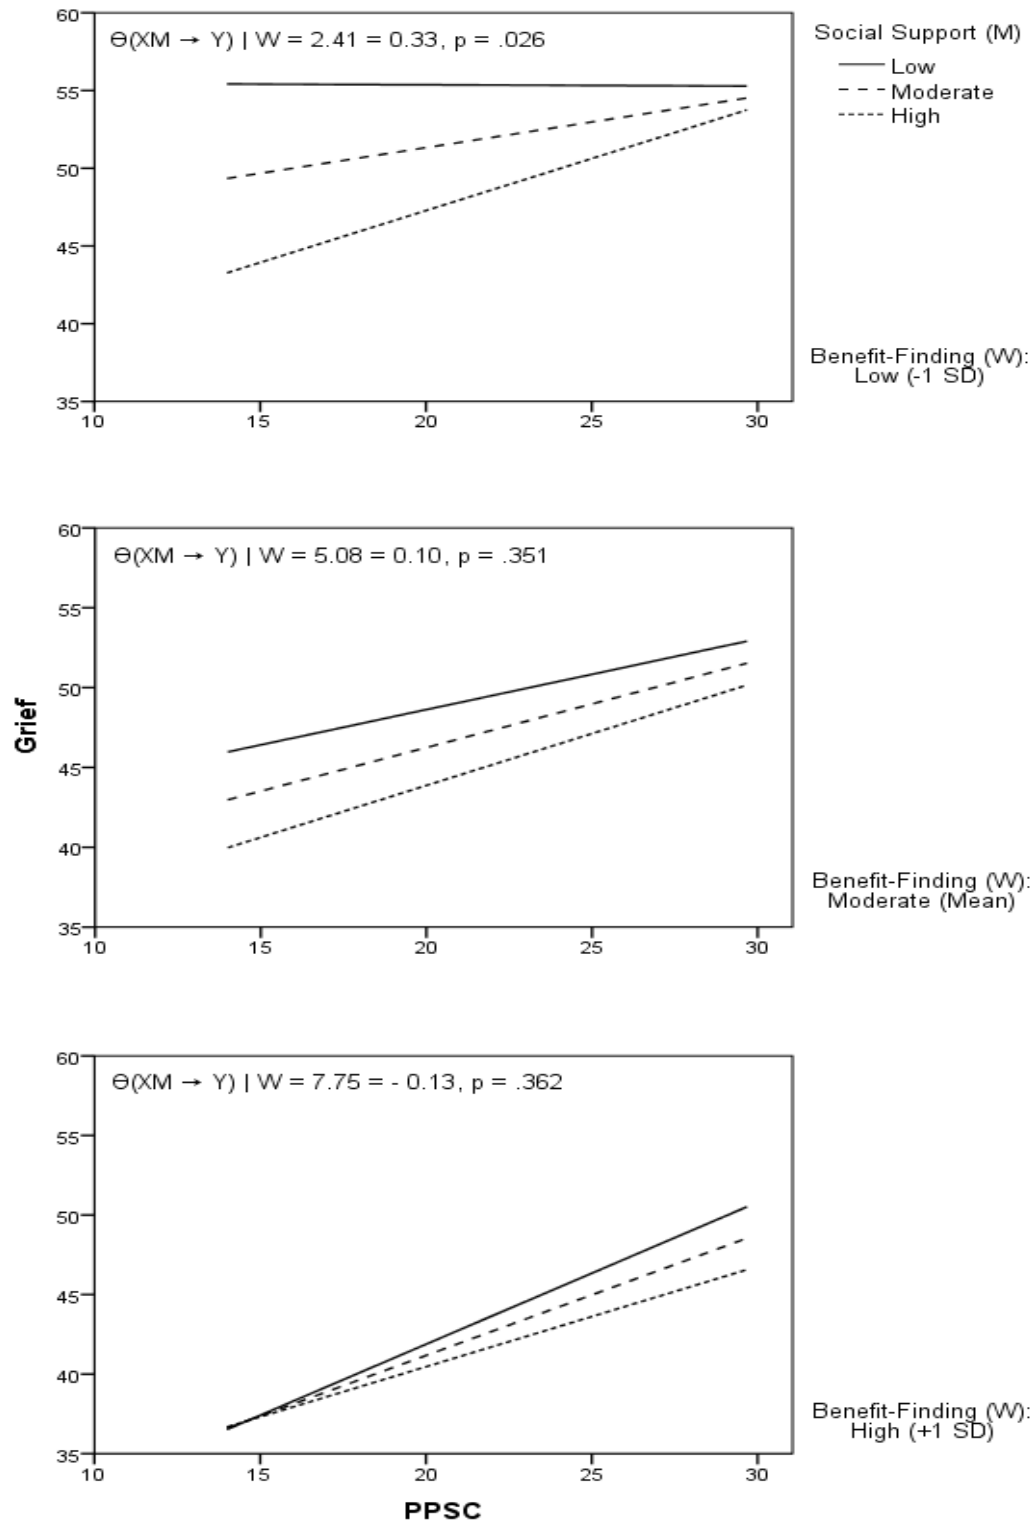 60
ϴ(XM → Y) | W = 2.41 = 0.33, p = .026
55
50
45
40
35
10 15 20 25 30
Social Support (M)
Low
Moderate
High
Benefit-Finding (W):
Low (-1 SD)
60
ϴ(XM → Y) | W = 5.08 = 0.10, p = .351
55
50
45
40
35
10 15 20 25 30
Grief
Benefit-Finding (W):
Moderate (Mean)
60
ϴ(XM → Y) | W = 7.75 = - 0.13, p = .362
55
50
45
40
35
10 15 20 25 30
Benefit-Finding (W):
High (+1 SD)
PPSC